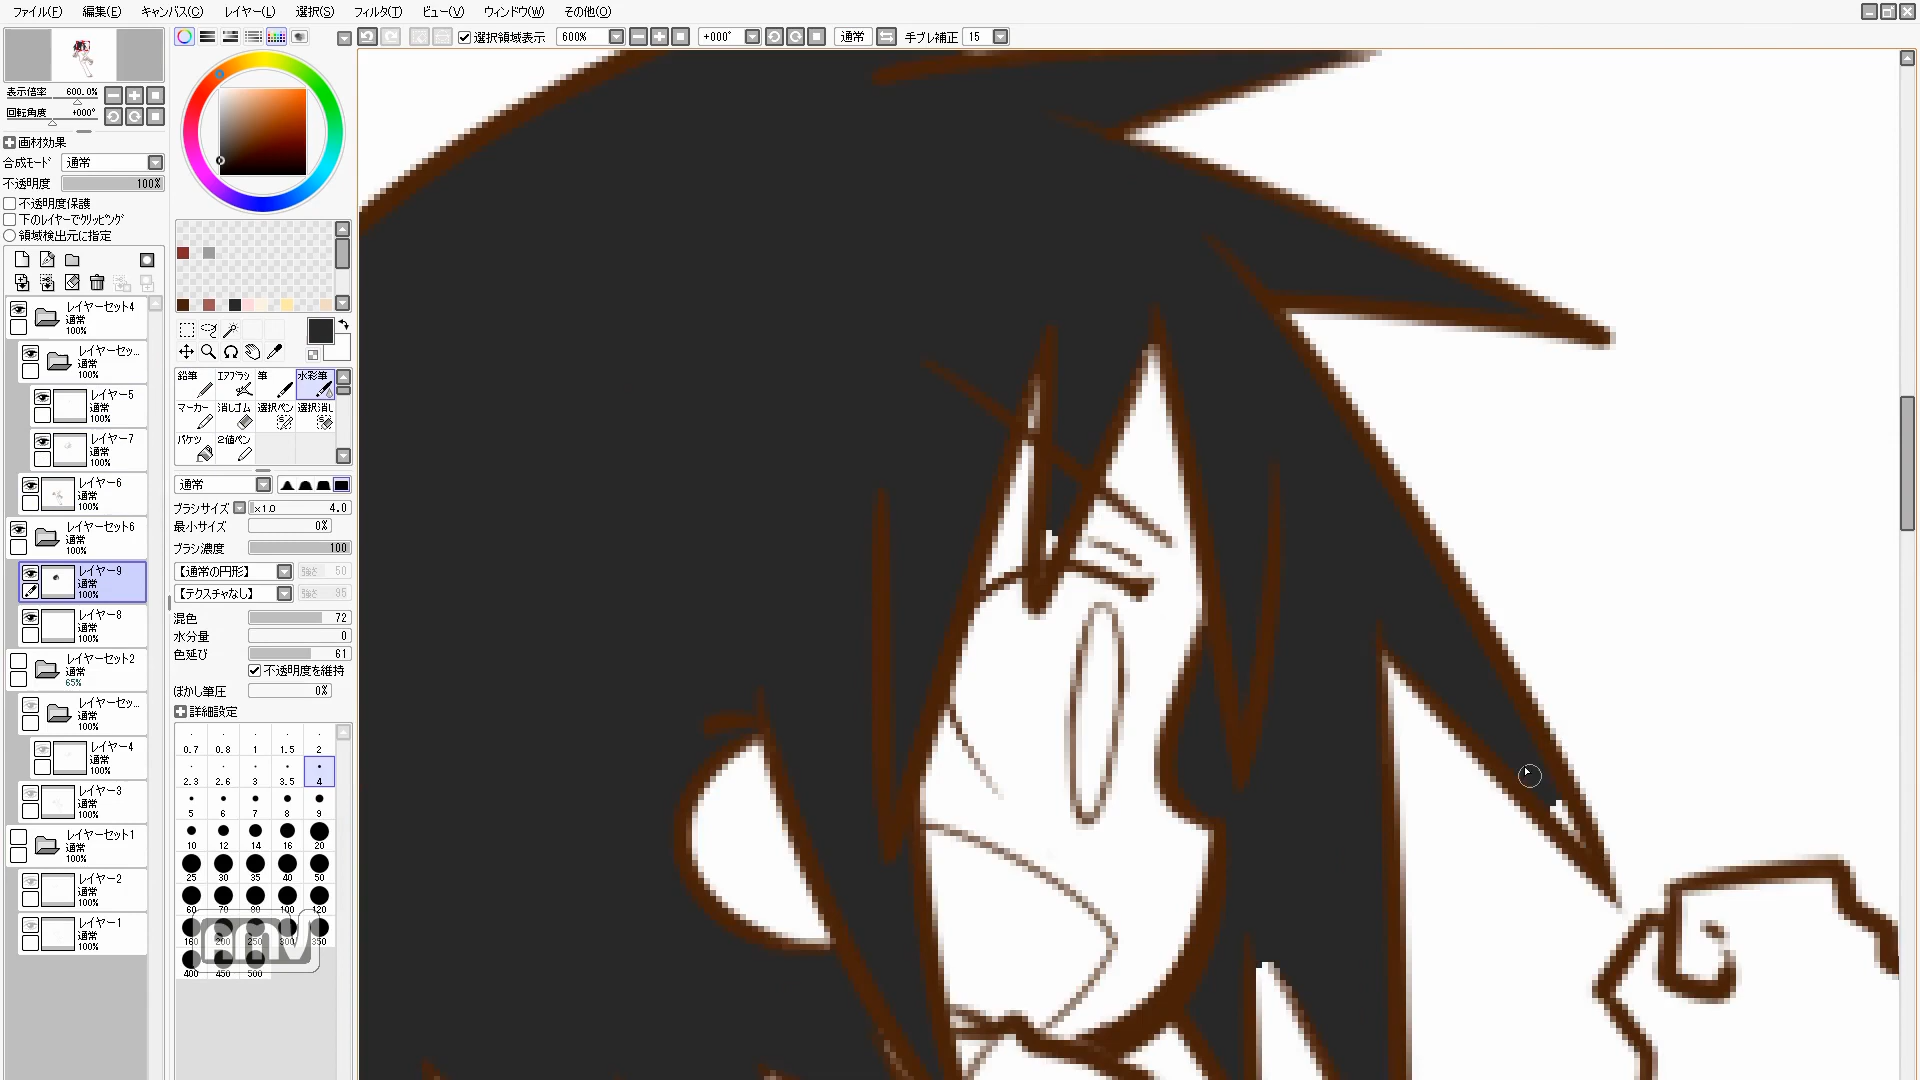 ファイル(F) 編集(E) キャンバス(C) レイヤー(L) 選択(S) フィルタ(T) ビュー(V) ウィンドウ(W) その他(O)
選択領域表示 600% +000° 通常 手ブレ補正 15
表示倍率 600.0%
回転角度 +000°
画材効果
合成モード 通常
不透明度 100%
不透明度保護
下のレイヤーでクリッピング
領域検出元に指定
レイヤーセット4
通常
100%
レイヤーセッ...
通常
100%
レイヤー5
通常
100%
レイヤー7
通常
100%
レイヤー6
通常
100%
レイヤーセット6
通常
100%
レイヤー9
通常
100%
レイヤー8
通常
100%
レイヤーセット2
通常
65%
レイヤーセッ...
通常
100%
レイヤー4
通常
100%
レイヤー3
通常
100%
レイヤーセット1
通常
100%
レイヤー2
通常
100%
レイヤー1
通常
100%
鉛筆 エアブラシ 筆 水彩筆
マーカー 消しゴム 選択ペン 選択消し
バケツ 2値ペン
通常
ブラシサイズ ×1.0 4.0
最小サイズ 0%
ブラシ濃度 100
【通常の円形】 強さ 50
【テクスチャなし】 強さ 95
混色 72
水分量 0
色延び 61
不透明度を維持
ぼかし筆圧 0%
詳細設定
0.7 0.8 1 1.5 2
2.3 2.6 3 3.5 4
5 6 7 8 9
10 12 14 16 20
25 30 35 40 50
60 70 80 100 120
160 200 250 300 350
400 450 500
AMV